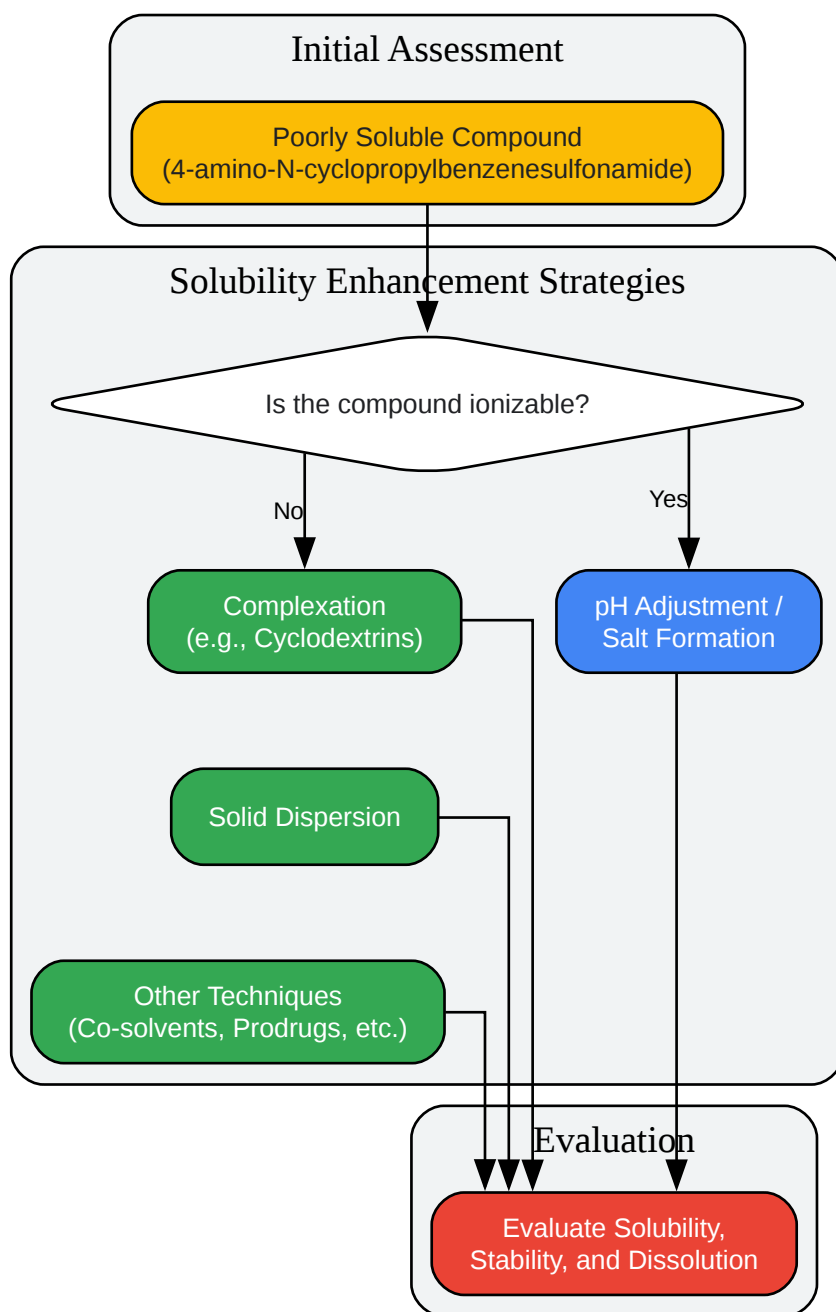 Initial Assessment
Poorly Soluble Compound
(4-amino-N-cyclopropylbenzenesulfonamide)
Solubility Enhancement Strategies
Is the compound ionizable?
No
Yes
Complexation
(e.g., Cyclodextrins)
pH Adjustment /
Salt Formation
Solid Dispersion
Other Techniques
(Co-solvents, Prodrugs, etc.)
Evaluation
Evaluate Solubility,
Stability, and Dissolution